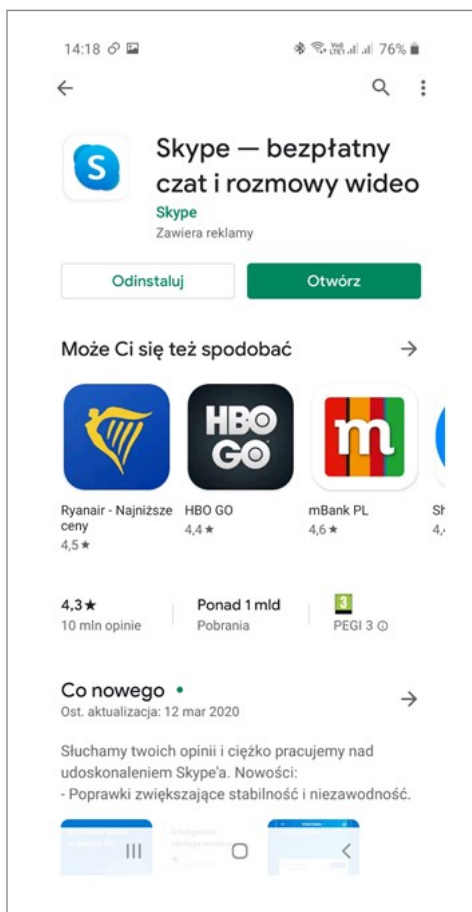 14:18
76%
Skype — bezpłatny
czat i rozmowy wideo
Skype
Zawiera reklamy
Odinstaluj
Otwórz
Może Ci się też spodobać
HBO
GO
m
Ryanair - Najniższe
ceny
4,5★
HBO GO
4,4★
mBank PL
4,6★
Sh
4,
4,3★
10 mln opinie
Ponad 1 mld
Pobrania
3
PEGI 3
Co nowego
Ost. aktualizacja: 12 mar 2020
Słuchamy twoich opinii i ciężko pracujemy nad
udoskonaleniem Skype'a. Nowości:
- Poprawki zwiększające stabilność i niezawodność.